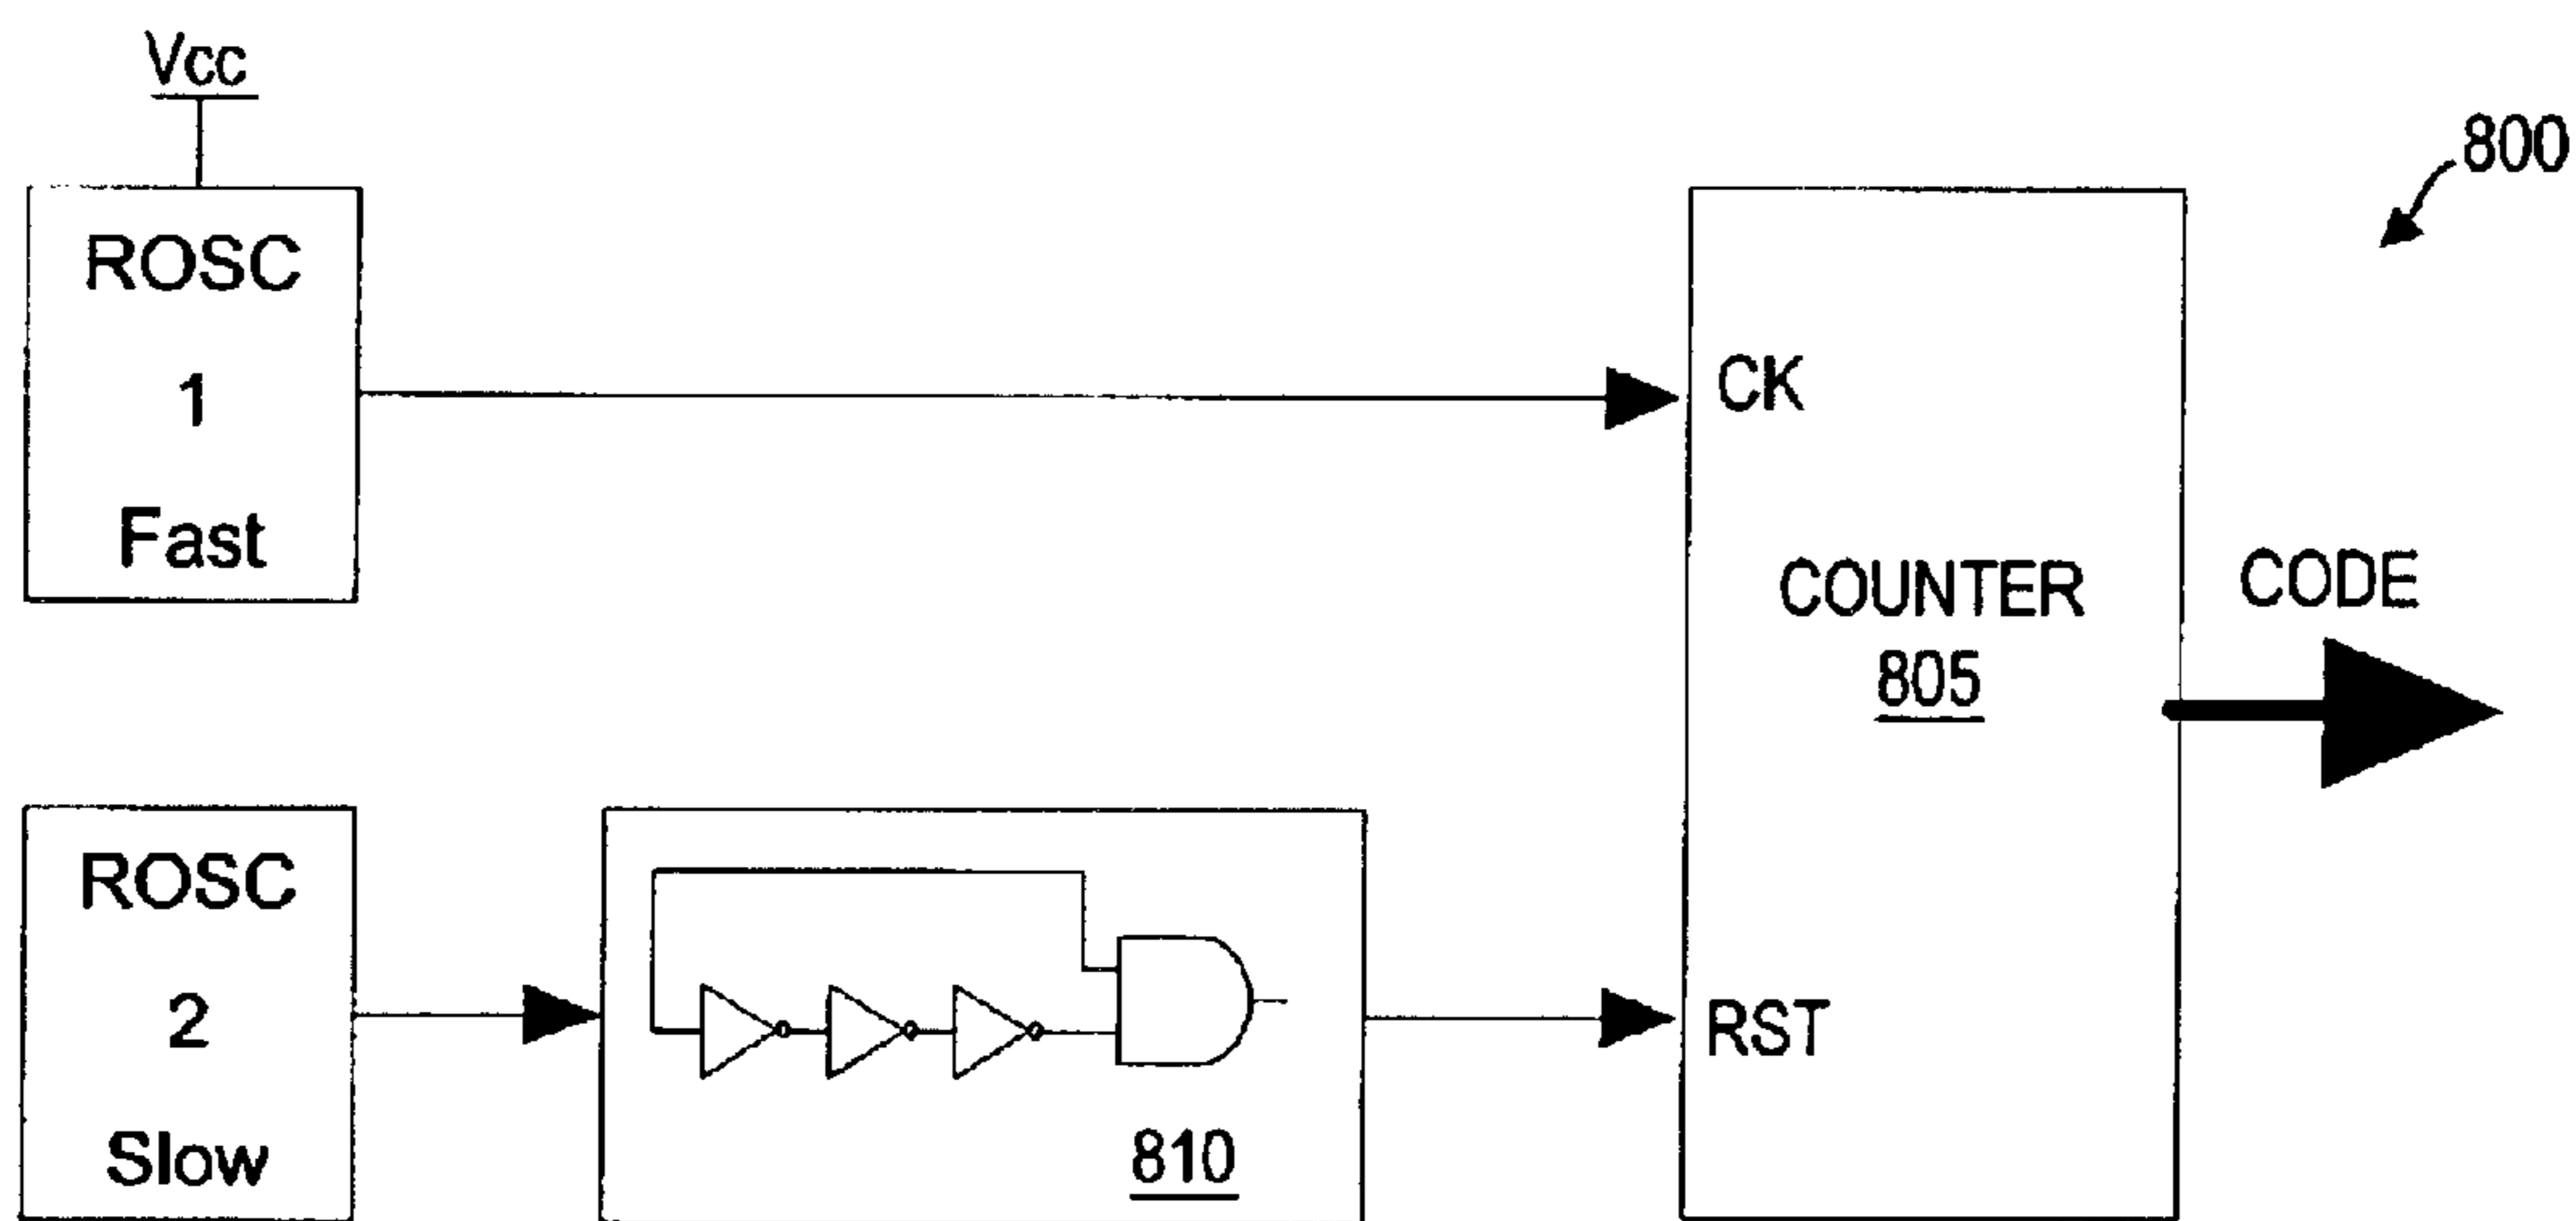 Vcc
800
ROSC
1
Fast
CK
COUNTER
805
CODE
ROSC
2
Slow
810
RST